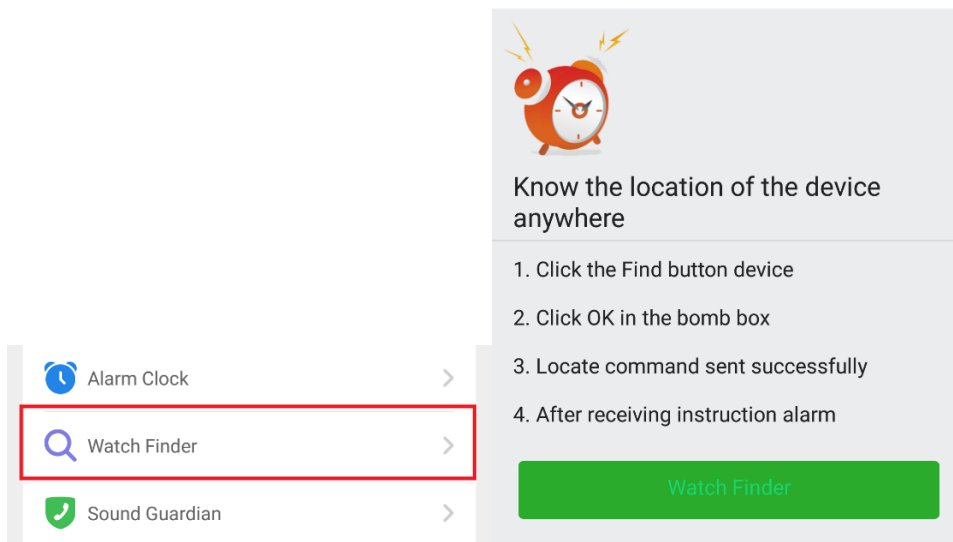 Alarm Clock
Watch Finder
Sound Guardian
Know the location of the device
anywhere
1. Click the Find button device
2. Click OK in the bomb box
3. Locate command sent successfully
4. After receiving instruction alarm
Watch Finder